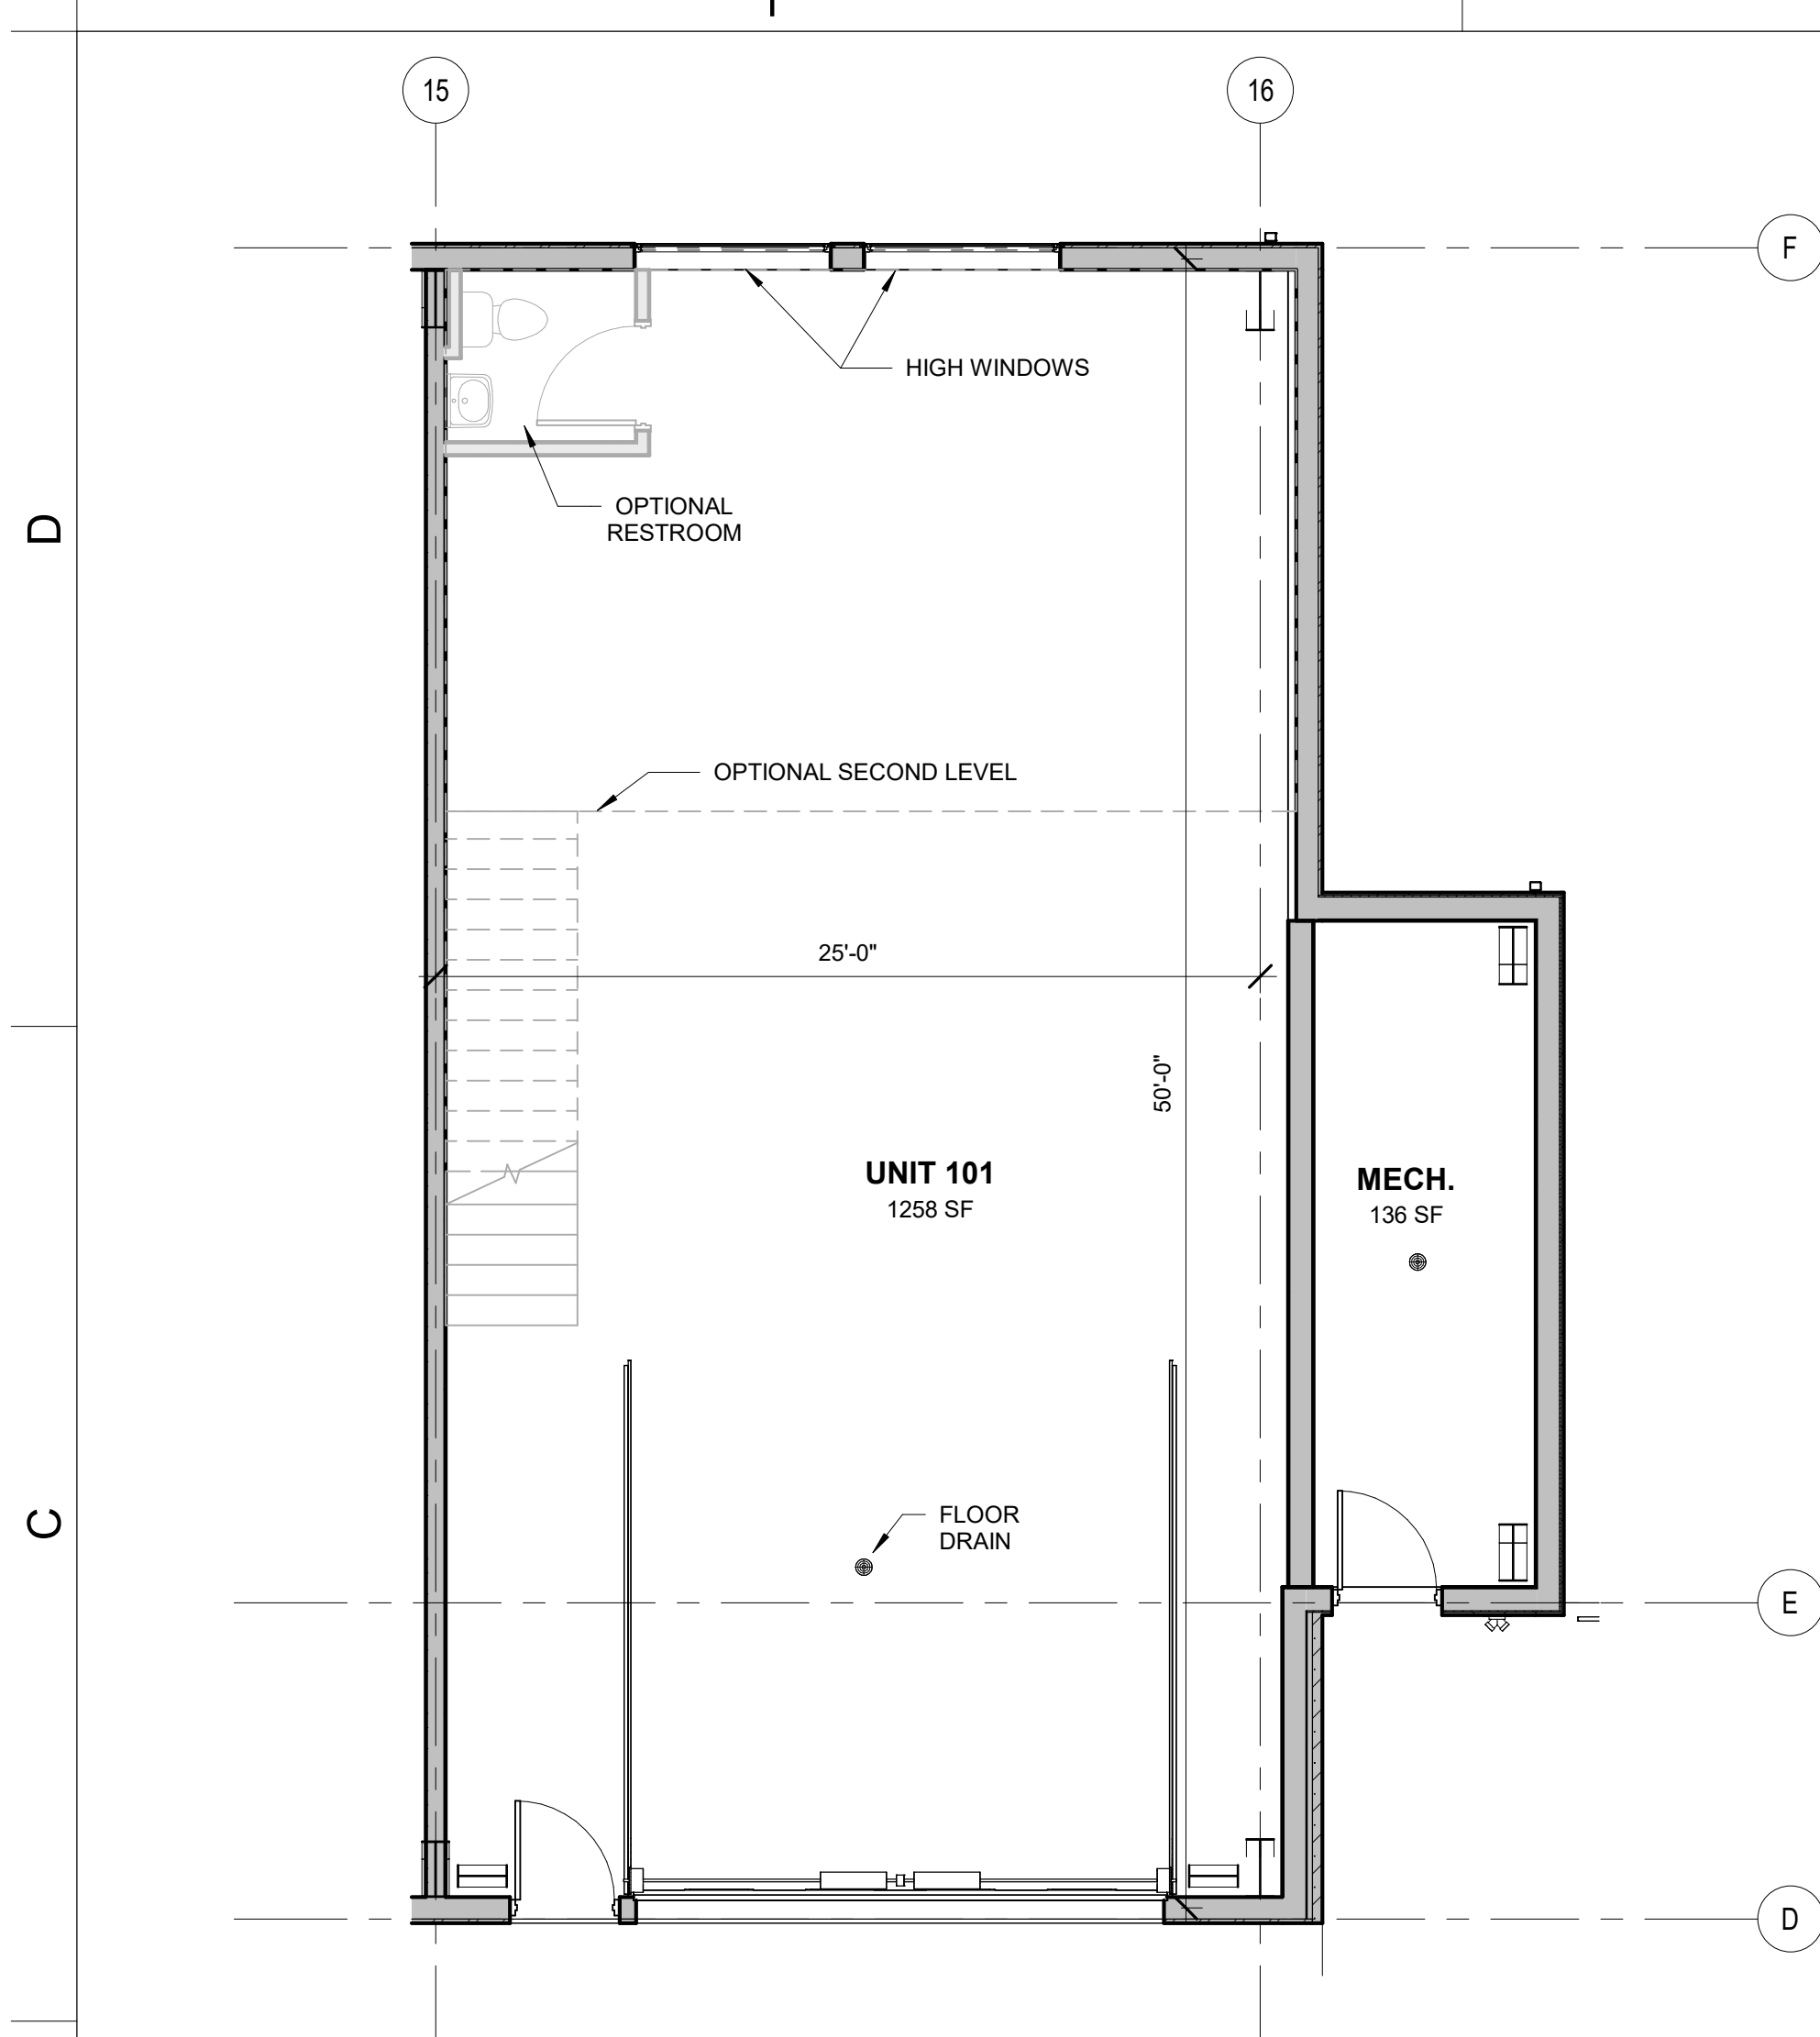 15
16
F
HIGH WINDOWS
OPTIONAL
RESTROOM
D
OPTIONAL SECOND LEVEL
25'-0"
50'-0"
UNIT 101
1258 SF
MECH.
136 SF
FLOOR
DRAIN
C
E
D